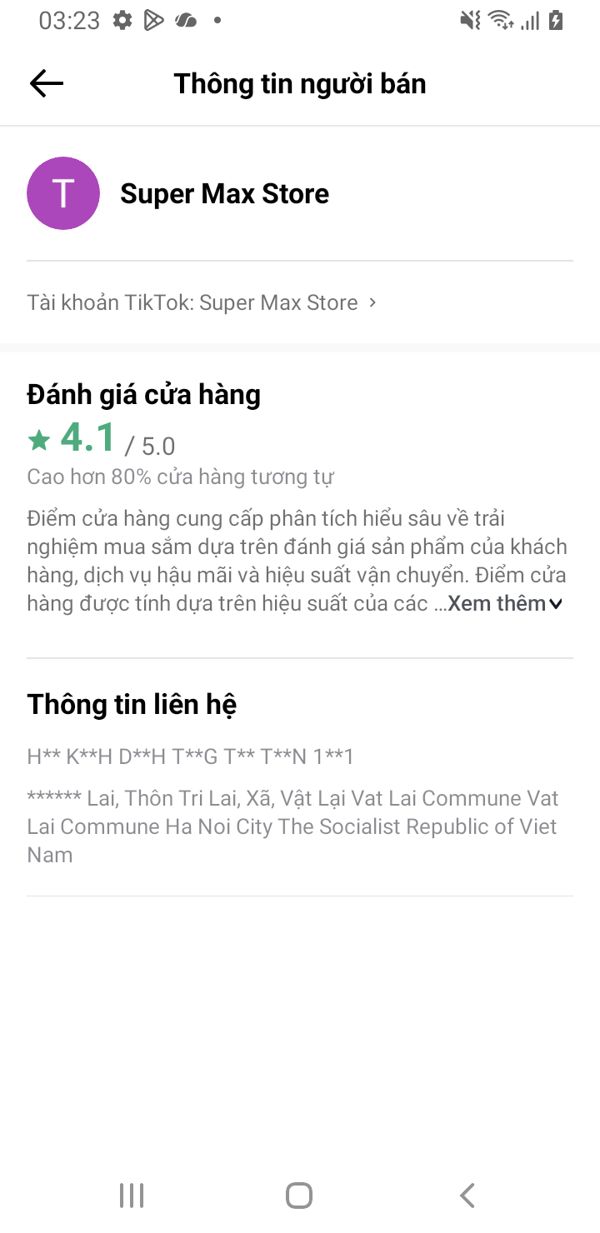 03:23
Thông tin người bán
T
Super Max Store
Tài khoản TikTok: Super Max Store >
Đánh giá cửa hàng
4.1 / 5.0
Cao hơn 80% cửa hàng tương tự
Điểm cửa hàng cung cấp phân tích hiểu sâu về trải
nghiệm mua sắm dựa trên đánh giá sản phẩm của khách
hàng, dịch vụ hậu mãi và hiệu suất vận chuyển. Điểm cửa
hàng được tính dựa trên hiệu suất của các ...Xem thêm
Thông tin liên hệ
H** K**H D**H T**G T** T**N 1**1
****** Lai, Thôn Tri Lai, Xã, Vật Lại Vat Lai Commune Vat
Lai Commune Ha Noi City The Socialist Republic of Viet
Nam